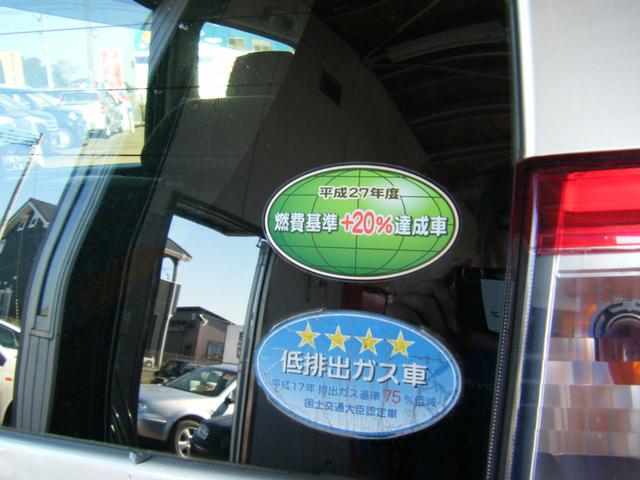 平成27年度
燃費基準+20%達成車
低排出ガス車
平成17年 排出ガス基準75%低減
国土交通大臣認定車